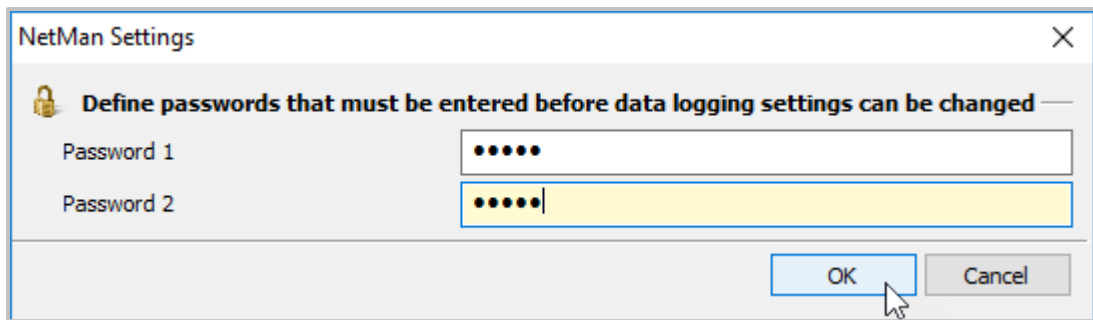 NetMan Settings
Define passwords that must be entered before data logging settings can be changed
Password 1 •••••
Password 2 •••••
OK Cancel